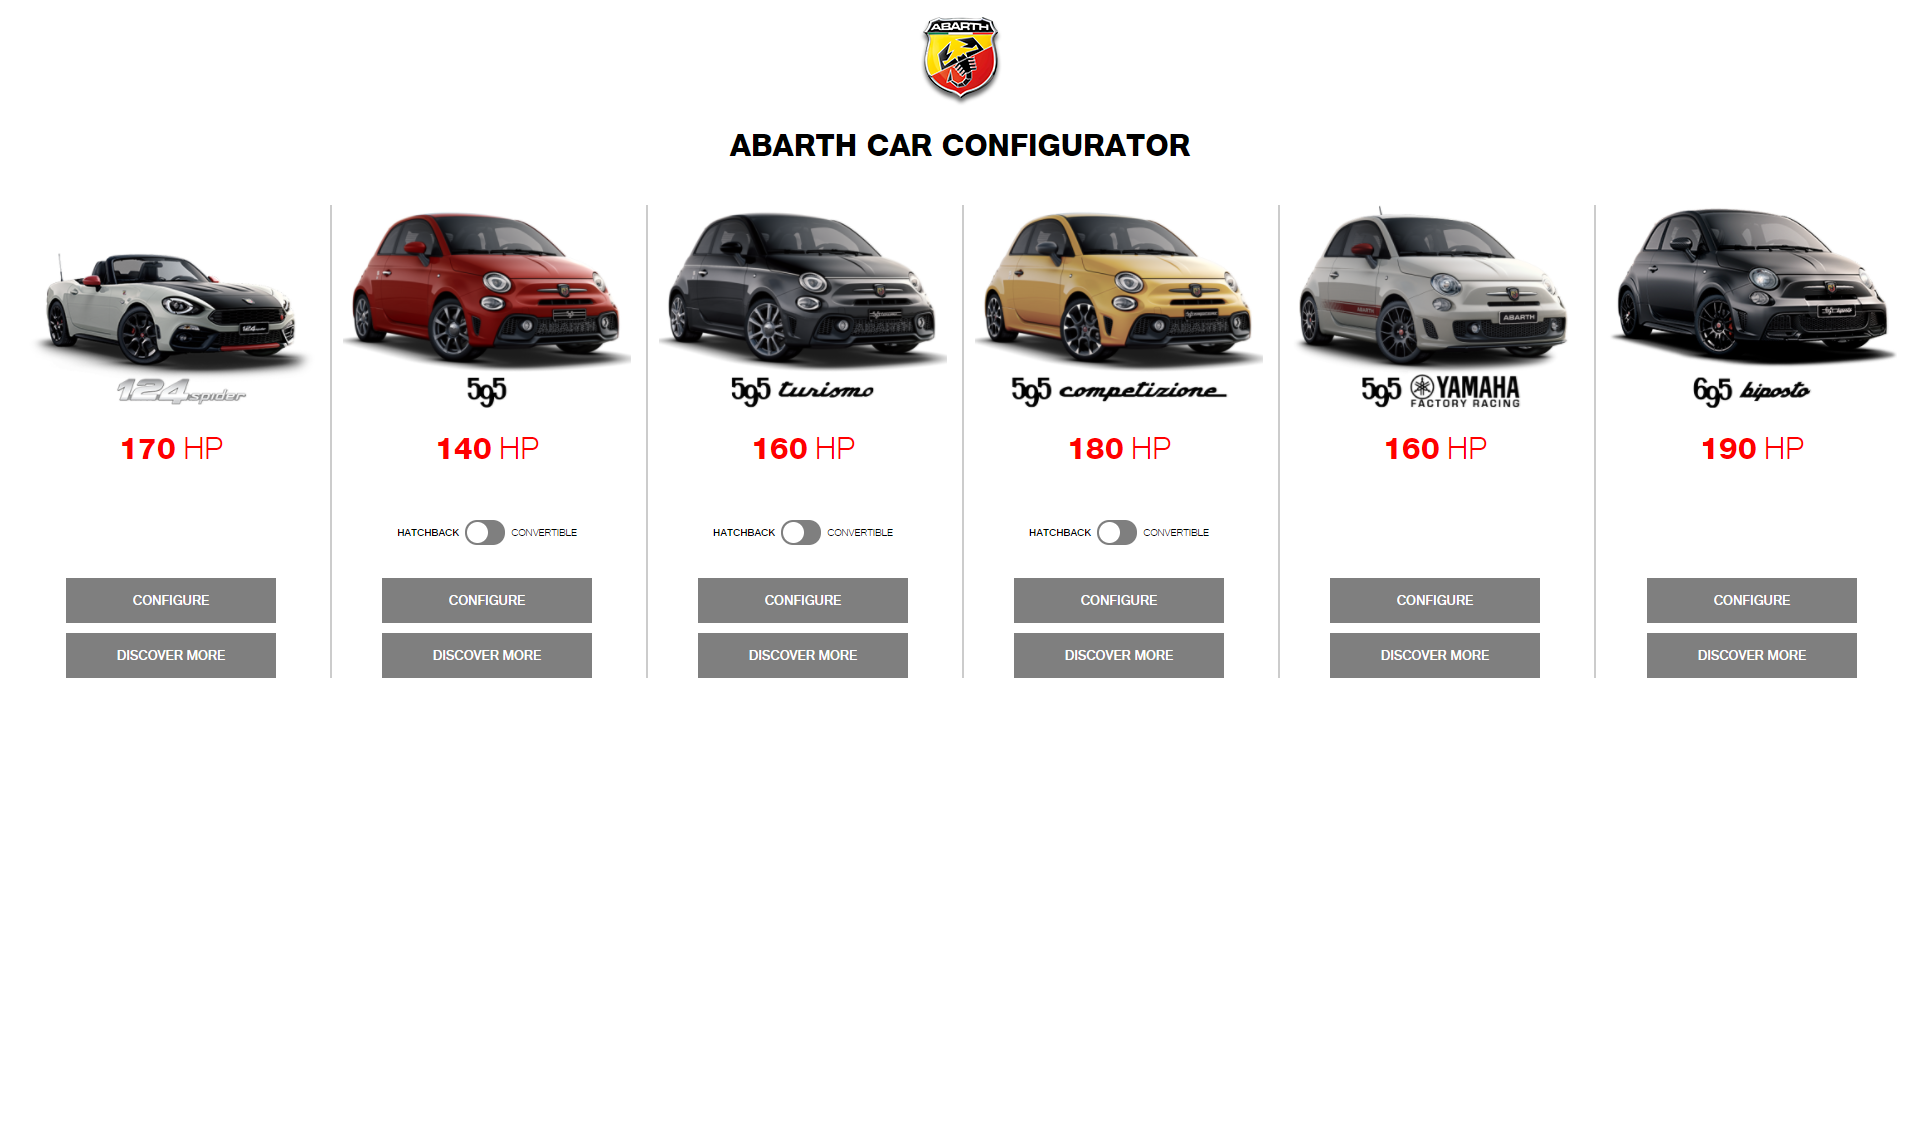 ABARTH
ABARTH CAR CONFIGURATOR
124 spider
170 HP
CONFIGURE
DISCOVER MORE
595
140 HP
HATCHBACK CONVERTIBLE
CONFIGURE
DISCOVER MORE
595 turismo
160 HP
HATCHBACK CONVERTIBLE
CONFIGURE
DISCOVER MORE
595 competizione
180 HP
HATCHBACK CONVERTIBLE
CONFIGURE
DISCOVER MORE
ABARTH
595 YAMAHA
FACTORY RACING
160 HP
CONFIGURE
DISCOVER MORE
695 biposto
190 HP
CONFIGURE
DISCOVER MORE